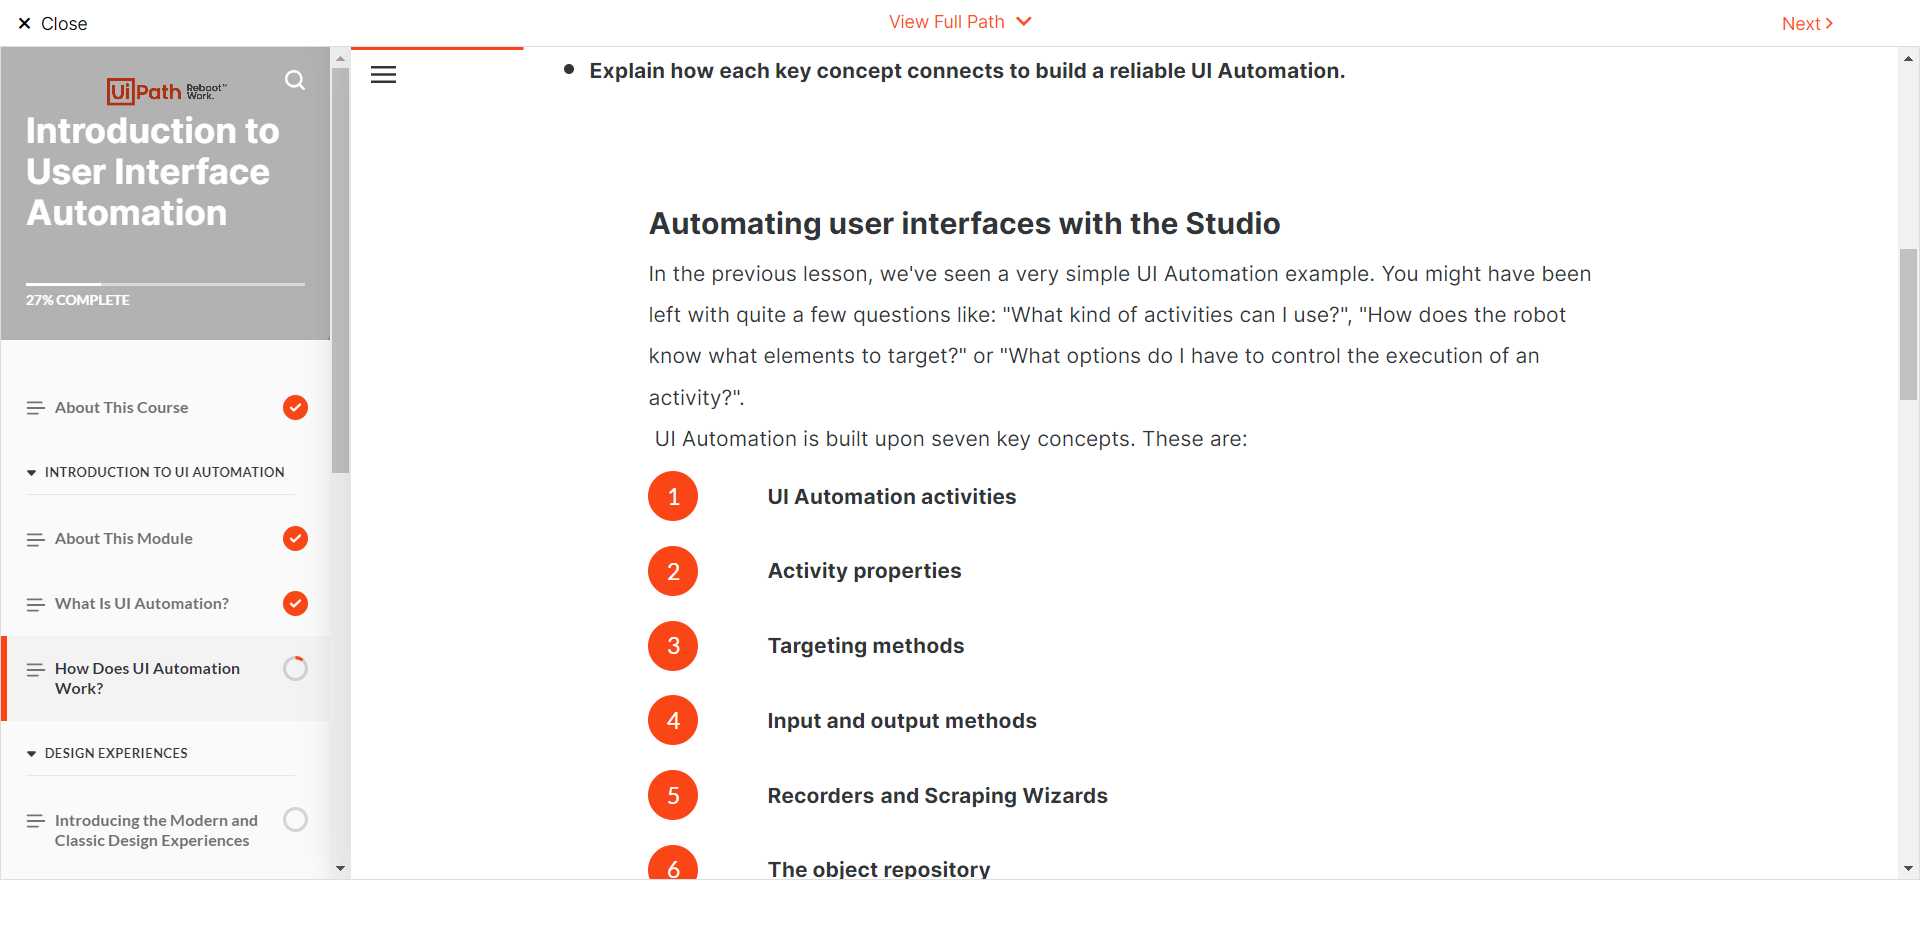 Close
View Full Path
Next
UiPath Reboot Work.™
Introduction to
User Interface
Automation
27% COMPLETE
About This Course
INTRODUCTION TO UI AUTOMATION
About This Module
What Is UI Automation?
How Does UI Automation
Work?
DESIGN EXPERIENCES
Introducing the Modern and
Classic Design Experiences
Explain how each key concept connects to build a reliable UI Automation.
Automating user interfaces with the Studio
In the previous lesson, we've seen a very simple UI Automation example. You might have been
left with quite a few questions like: "What kind of activities can I use?", "How does the robot
know what elements to target?" or "What options do I have to control the execution of an
activity?".
UI Automation is built upon seven key concepts. These are:
1 UI Automation activities
2 Activity properties
3 Targeting methods
4 Input and output methods
5 Recorders and Scraping Wizards
6 The object repository